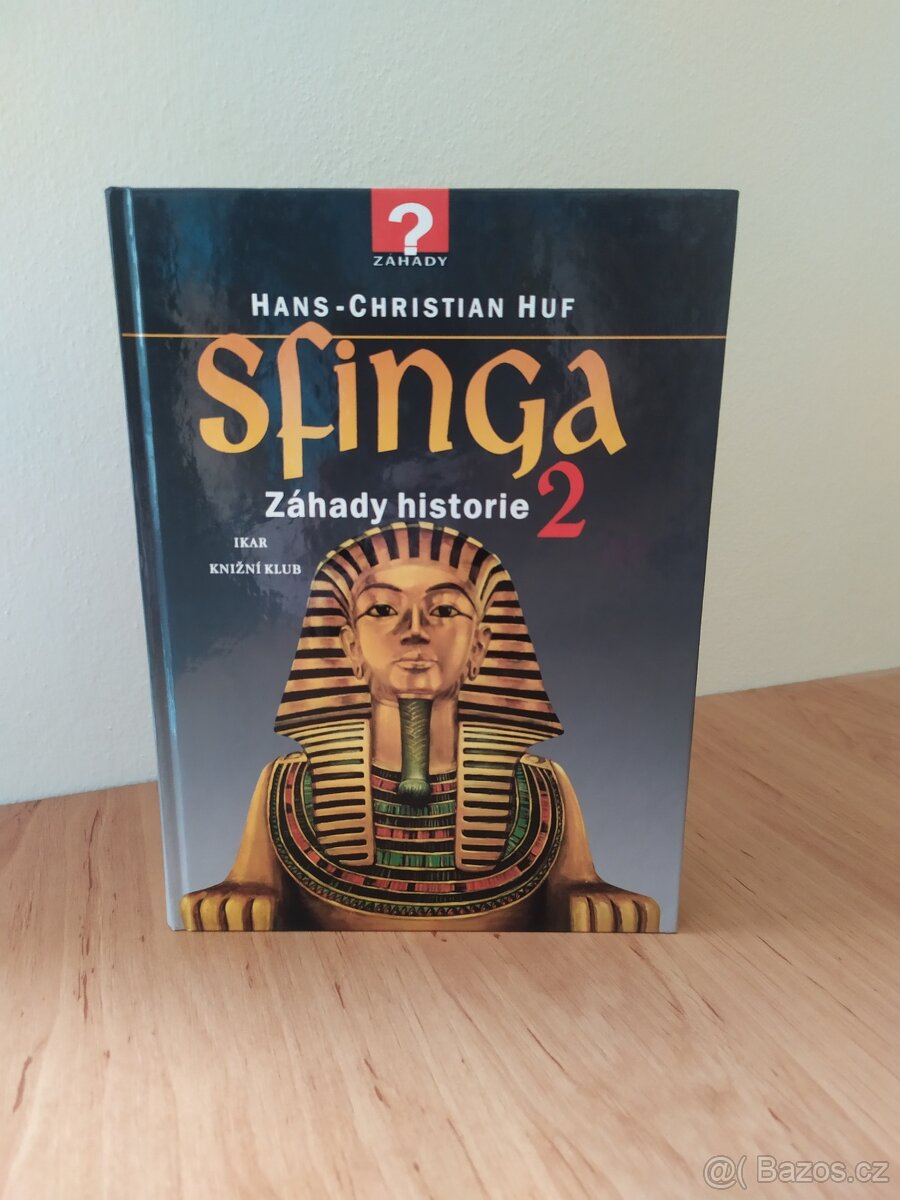 ?
ZÁHADY
HANS-CHRISTIAN HUF
Sfinga
Záhady historie 2
IKAR
KNIŽNÍ KLUB
@( Bazos.cz